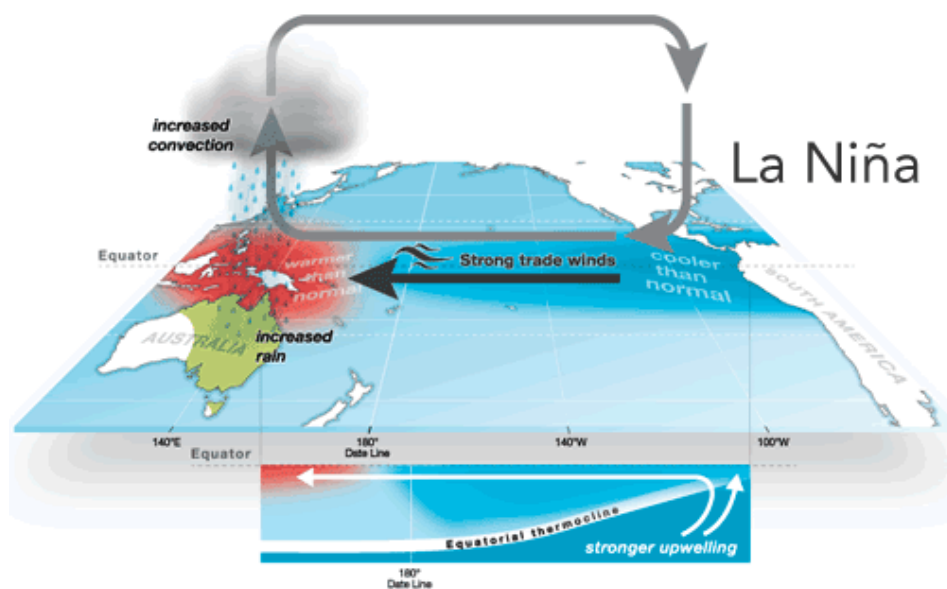 increased
convection
La Niña
Equator
warmer
than
normal
Strong trade winds
cooler
than
normal
SOUTH AMERICA
AUSTRALIA
increased
rain
140°E
180°
Date Line
140°W
100°W
Equator
Equatorial thermocline
stronger upwelling
180°
Date Line